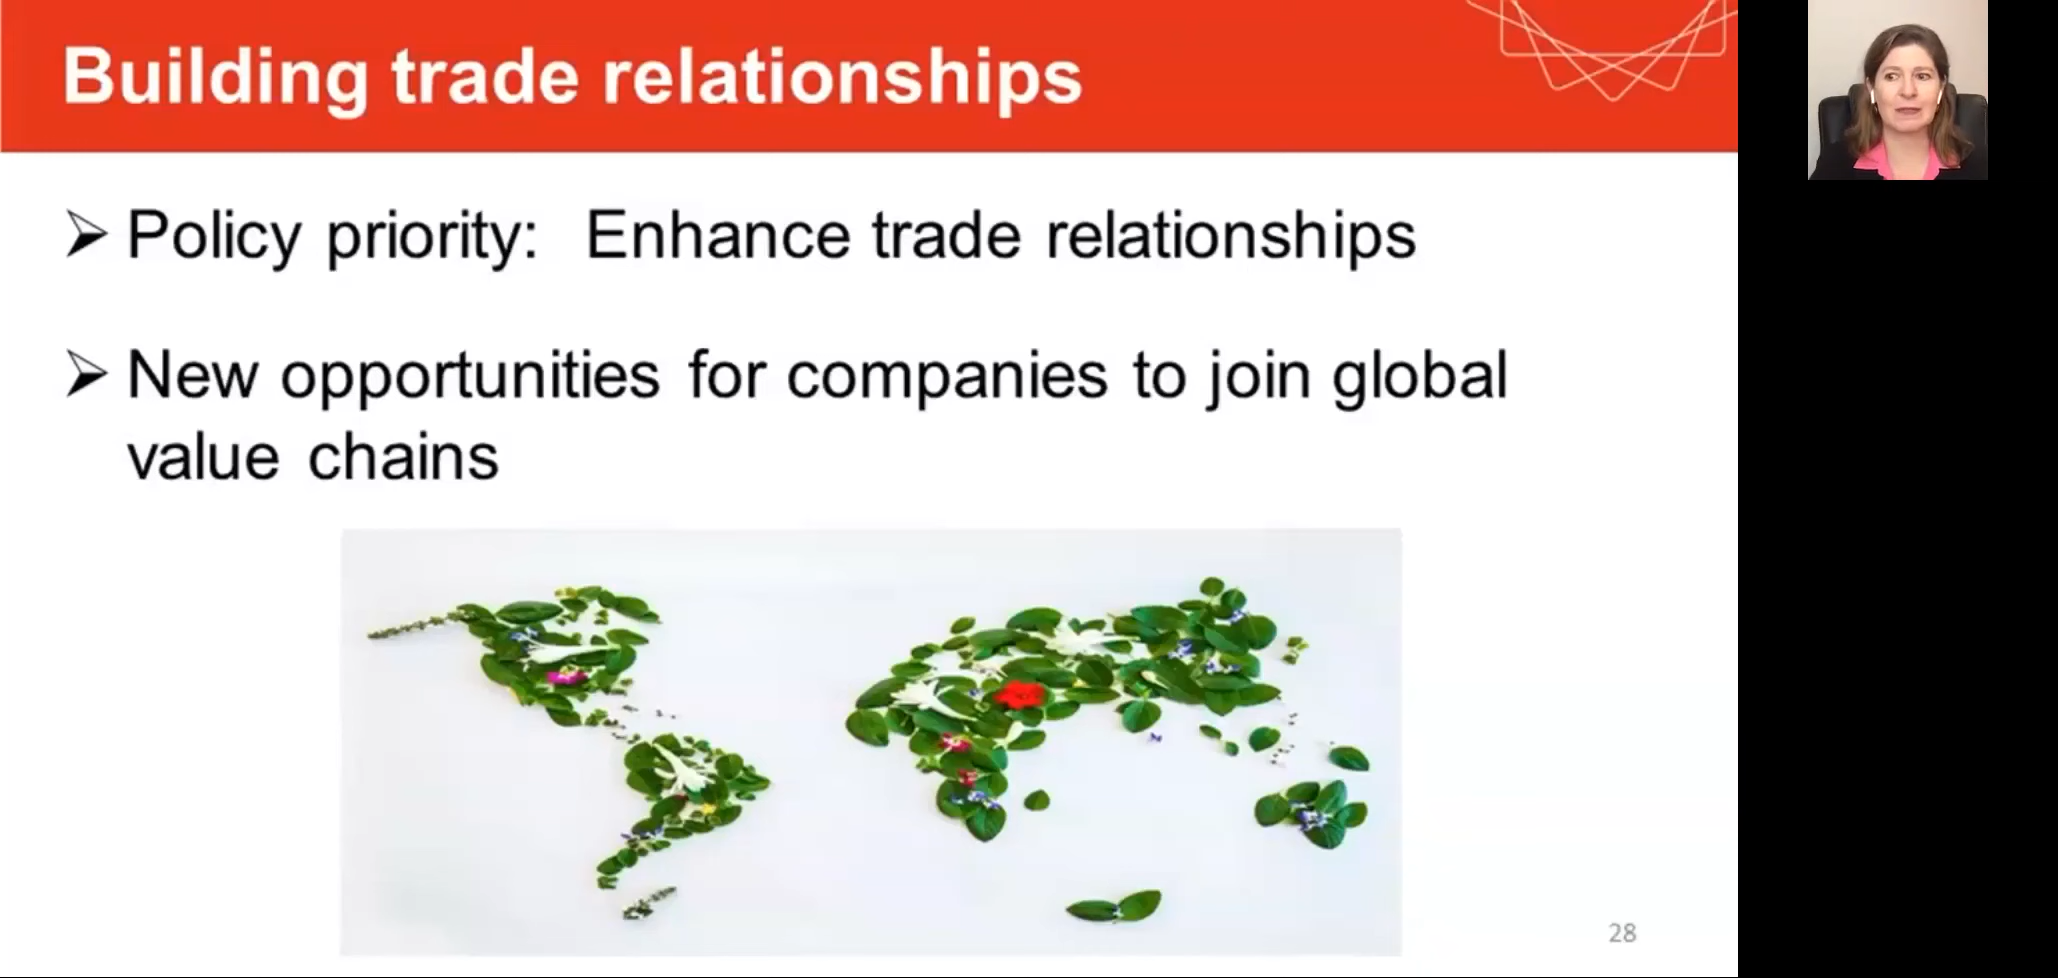 Building trade relationships
➢ Policy priority: Enhance trade relationships
➢ New opportunities for companies to join global
value chains
28